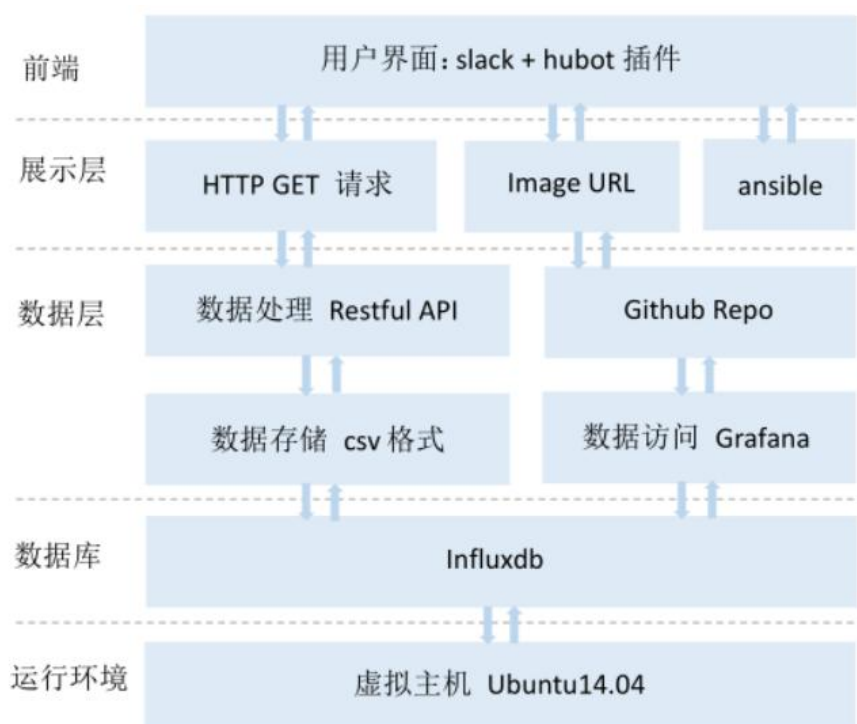 前端
用户界面：slack + hubot 插件
展示层
HTTP GET 请求
Image URL
ansible
数据层
数据处理 Restful API
Github Repo
数据存储 csv 格式
数据访问 Grafana
数据库
Influxdb
运行环境
虚拟主机 Ubuntu14.04